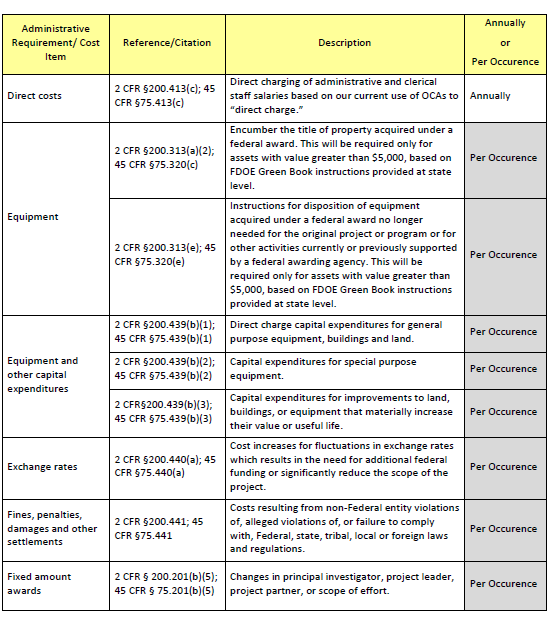 Administrative
Requirement/ Cost
Item
Reference/Citation
Description
Annually
or
Per Occurence
Direct costs
2 CFR §200.413(c); 45
CFR §75.413(c)
Direct charging of administrative and clerical
staff salaries based on our current use of OCAs to
“direct charge.”
Annually
Equipment
2 CFR §200.313(a)(2);
45 CFR §75.320(c)
Encumber the title of property acquired under a
federal award. This will be required only for
assets with value greater than $5,000, based on
FDOE Green Book instructions provided at state
level.
Per Occurence
2 CFR §200.313(e); 45
CFR §75.320(e)
Instructions for disposition of equipment
acquired under a federal award no longer
needed for the original project or program or for
other activities currently or previously supported
by a federal awarding agency. This will be
required only for assets with value greater than
$5,000, based on FDOE Green Book instructions
provided at state level.
Per Occurence
Equipment and
other capital
expenditures
2 CFR §200.439(b)(1);
45 CFR §75.439(b)(1)
Direct charge capital expenditures for general
purpose equipment, buildings and land.
Per Occurence
2 CFR §200.439(b)(2);
45 CFR §75.439(b)(2)
Capital expenditures for special purpose
equipment.
Per Occurence
2 CFR§200.439(b)(3);
45 CFR §75.439(b)(3)
Capital expenditures for improvements to land,
buildings, or equipment that materially increase
their value or useful life.
Per Occurence
Exchange rates
2 CFR §200.440(a); 45
CFR §75.440(a)
Cost increases for fluctuations in exchange rates
which results in the need for additional federal
funding or significantly reduce the scope of the
project.
Per Occurence
Fines, penalties,
damages and other
settlements
2 CFR §200.441; 45
CFR §75.441
Costs resulting from non-Federal entity violations
of, alleged violations of, or failure to comply
with, Federal, state, tribal, local or foreign laws
and regulations.
Per Occurence
Fixed amount
awards
2 CFR § 200.201(b)(5);
45 CFR § 75.201(b)(5)
Changes in principal investigator, project leader,
project partner, or scope of effort.
Per Occurence